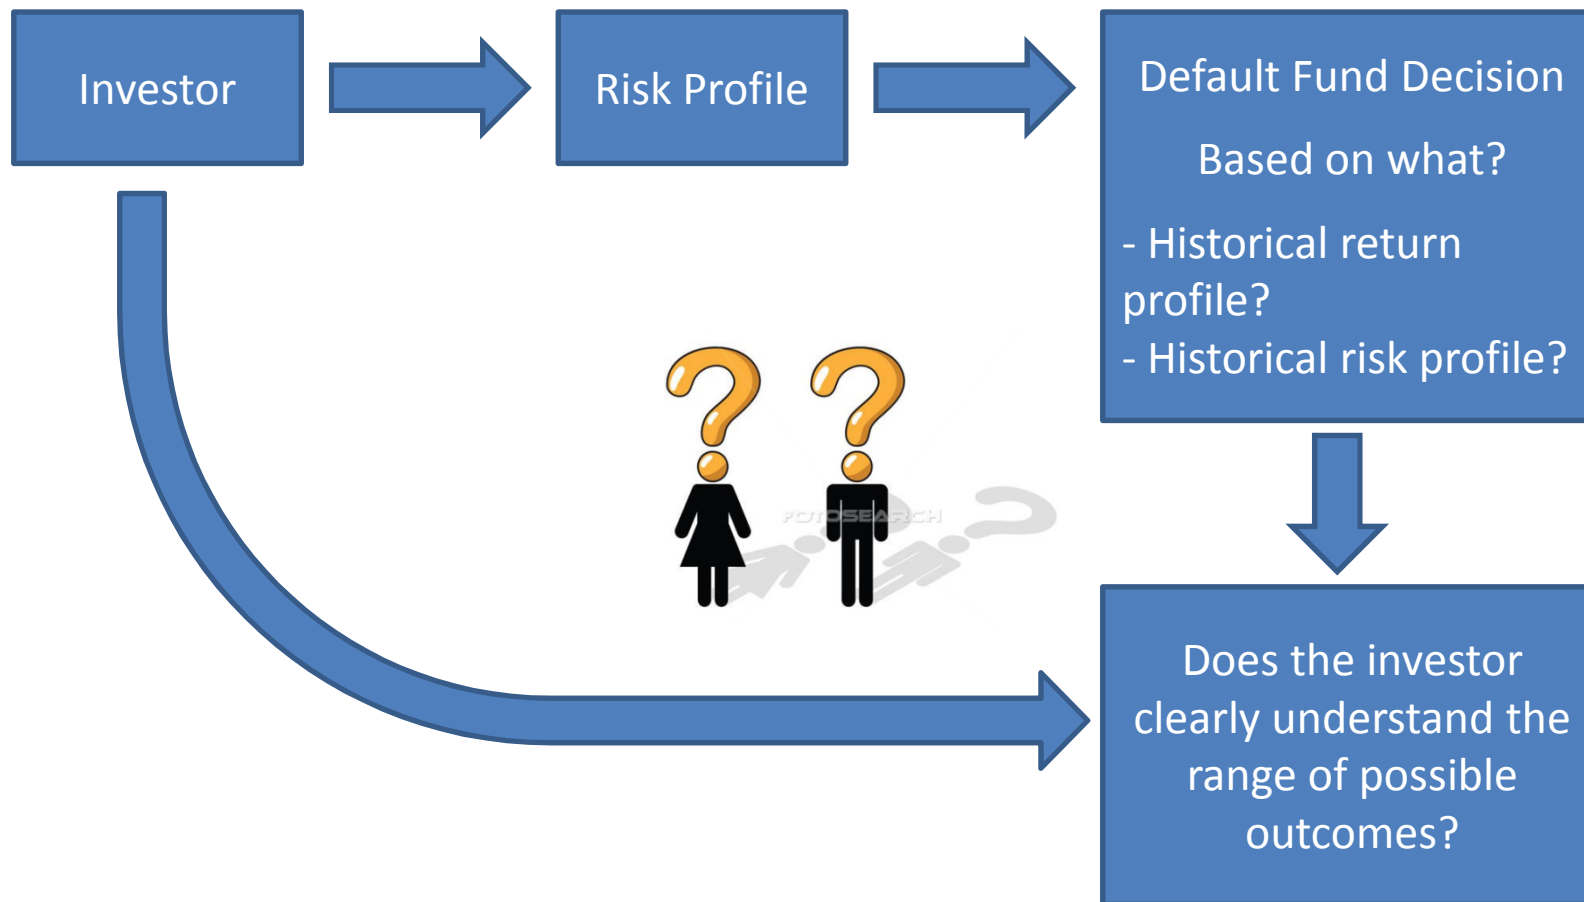 Investor
Risk Profile
Default Fund Decision
Based on what?
- Historical return
profile?
- Historical risk profile?
FOTOSEARCH
Does the investor
clearly understand the
range of possible
outcomes?